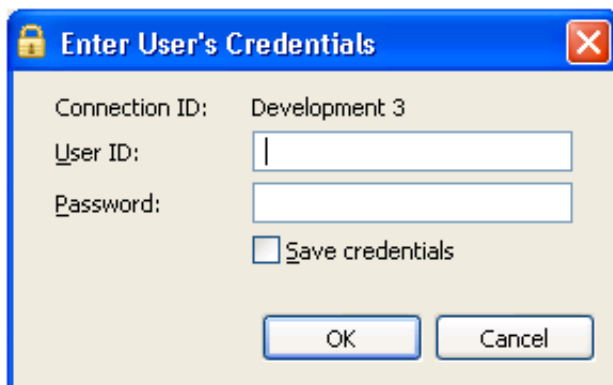 Enter User's Credentials
Connection ID: Development 3
User ID:
Password:
Save credentials
OK Cancel